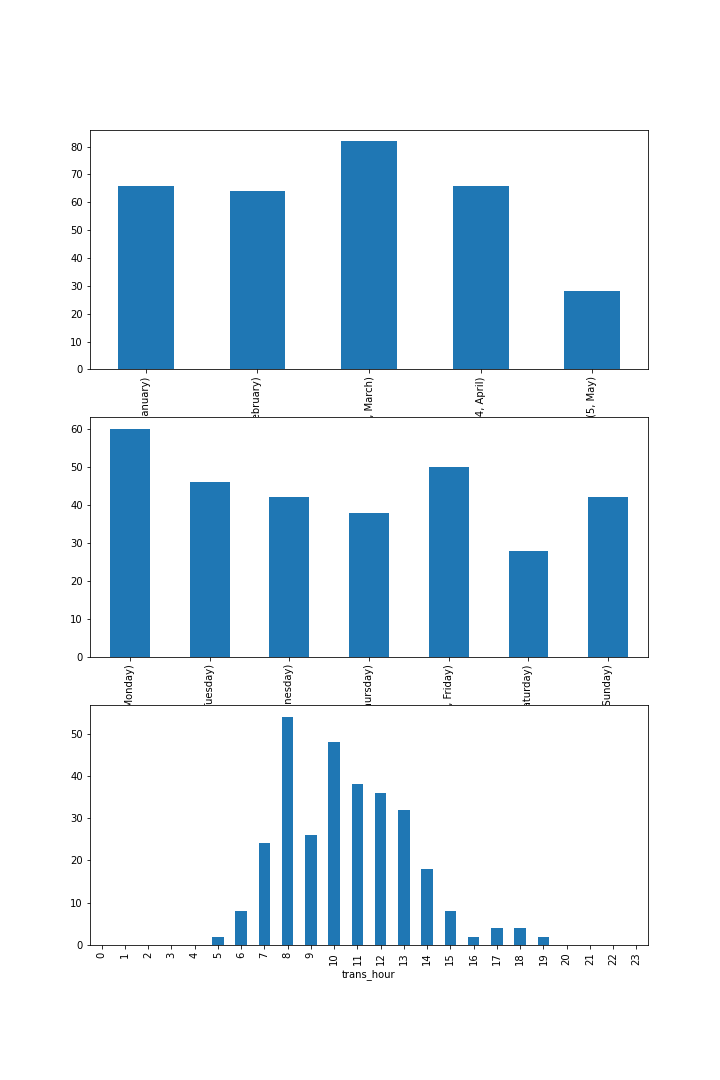 80
70
60
50
40
30
20
10
0
anuary)
ebruary)
, March)
4, April)
(5, May)
60
50
40
30
20
10
0
Monday)
uesday)
nesday)
ursday)
, Friday)
aturday)
Sunday)
50
40
30
20
10
0
0 1 2 3 4 5 6 7 8 9 10 11 12 13 14 15 16 17 18 19 20 21 22 23
trans_hour